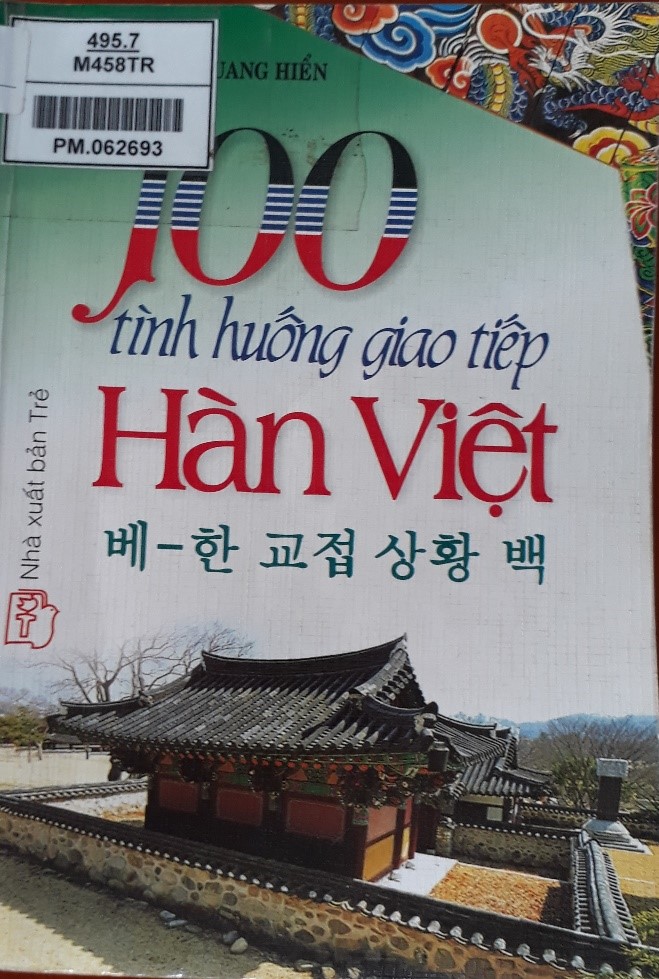 495.7
M458TR
PM.062693
HIỂN
100
tình huống giao tiếp
Hàn Việt
베-한 교접 상황 백
Nhà xuất bản Trẻ